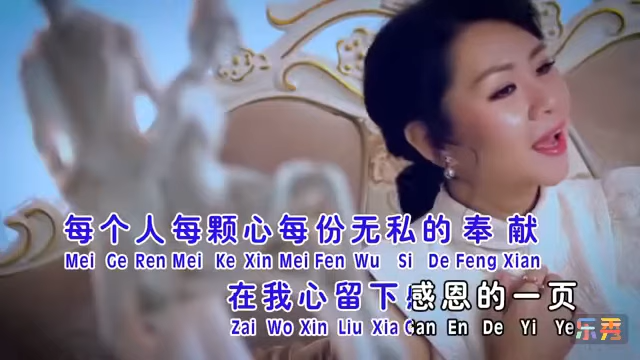 每个人每颗心每份无私的奉献
Mei Ge Ren Mei Ke Xin Mei Fen Wu Si De Feng Xian
在我心留下感恩的一页
Zai Wo Xin Liu Xia Gan En De Yi Ye
乐秀